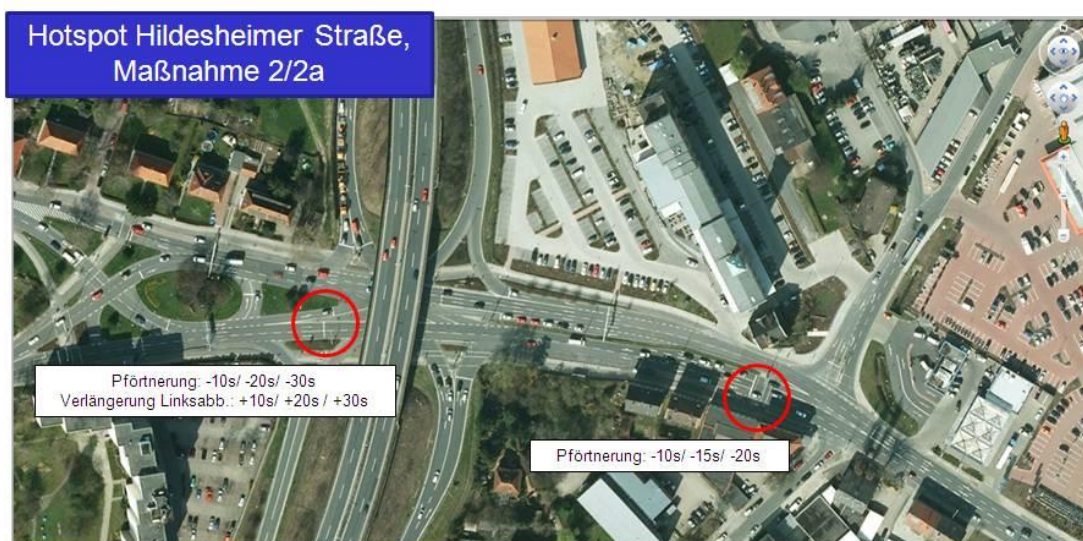 Hotspot Hildesheimer Straße,
Maßnahme 2/2a
Pförtnerung: -10s/ -20s/ -30s
Verlängerung Linksabb.: +10s/ +20s / +30s
Pförtnerung: -10s/ -15s/ -20s